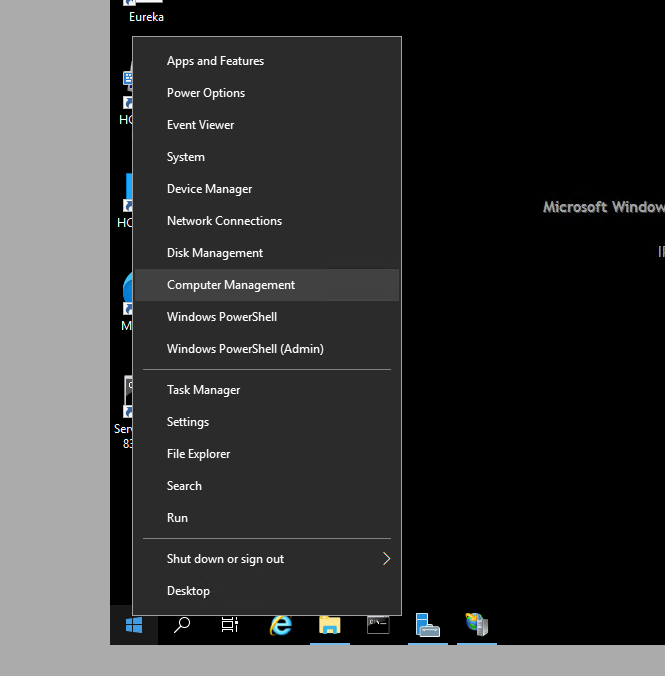 Eureka
Apps and Features
Power Options
Event Viewer
System
Device Manager
Network Connections
Disk Management
Computer Management
Windows PowerShell
Windows PowerShell (Admin)
Task Manager
Settings
File Explorer
Search
Run
Shut down or sign out
Desktop
HC
HC
M
Serv
83
Microsoft Window